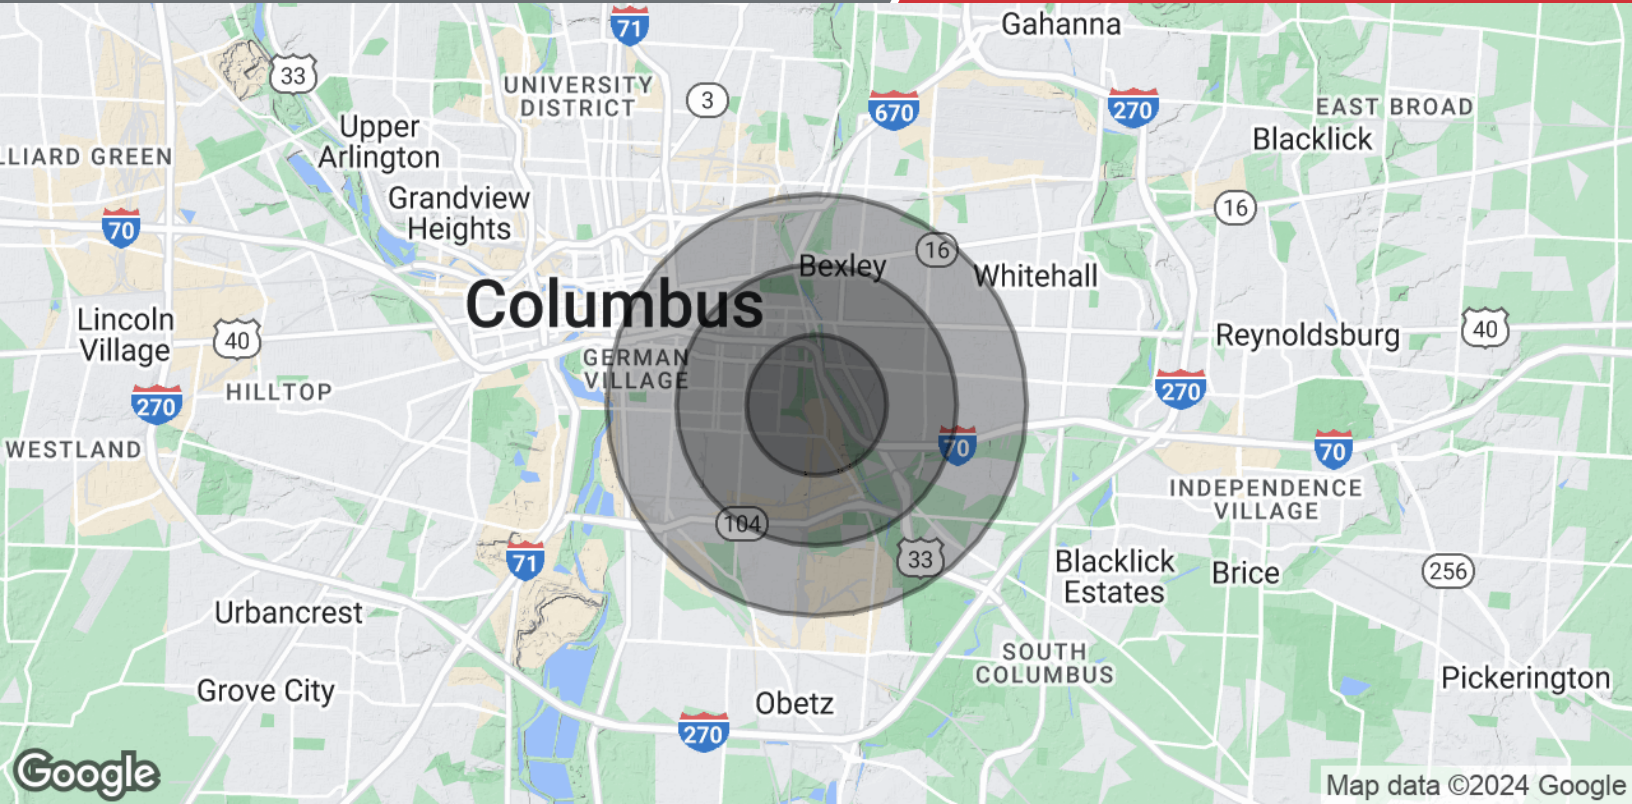 Gahanna
71
33
UNIVERSITY
DISTRICT
3
670
270
EAST BROAD
Blacklick
Upper
Arlington
LLIARD GREEN
Grandview
Heights
16
70
16
Bexley
Whitehall
Columbus
Lincoln
Village
40
Reynoldsburg
40
GERMAN
VILLAGE
HILLTOP
270
270
WESTLAND
70
70
INDEPENDENCE
VILLAGE
104
71
33
Blacklick
Estates
Brice
256
Urbancrest
SOUTH
COLUMBUS
Grove City
Obetz
Pickerington
270
Google
Map data ©2024 Google